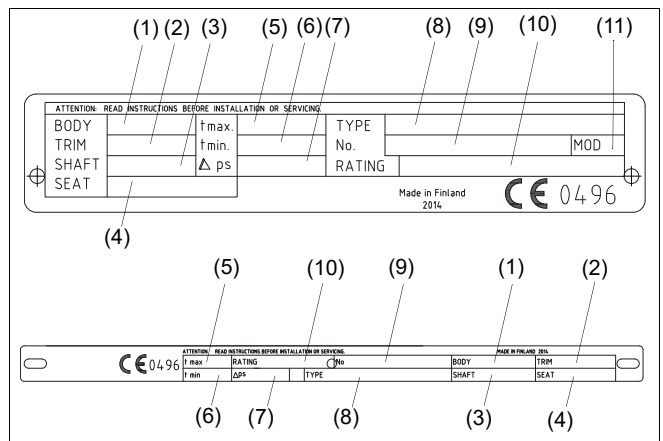 (1) (2) (3) (5) (6) (7) (8) (9) (10) (11)
ATTENTION: READ INSTRUCTIONS BEFORE INSTALLATION OR SERVICING.
BODY t max. TYPE
TRIM t min. No. MOD
SHAFT Δ ps RATING
SEAT
Made in Finland
2014
CE 0496
(4)
(5) (10) (9) (1) (2)
ATTENTION: READ INSTRUCTIONS BEFORE INSTALLATION OR SERVICING. MADE IN FINLAND 2014
CE 0496
t max RATING No BODY TRIM
t min Δps TYPE SHAFT SEAT
(6) (7) (8) (3) (4)